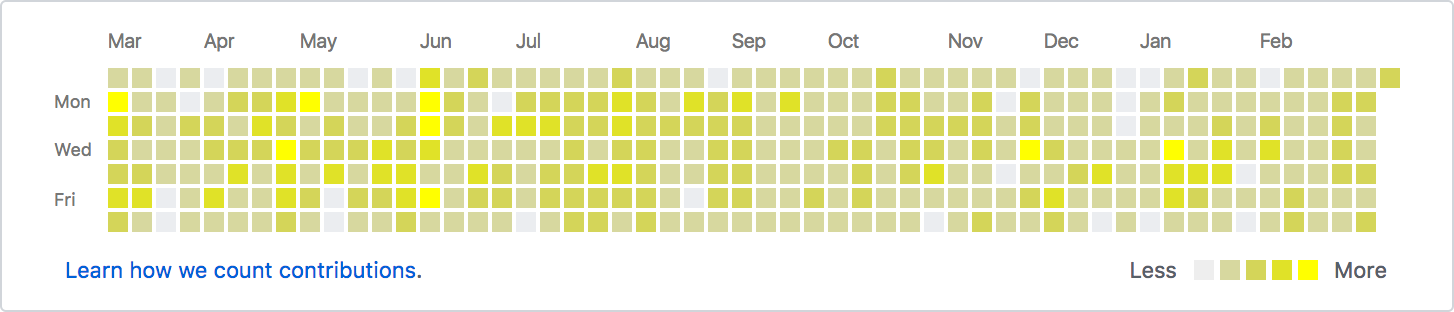 Mar Apr May Jun Jul Aug Sep Oct Nov Dec Jan Feb
Mon
Wed
Fri
Learn how we count contributions.
Less More